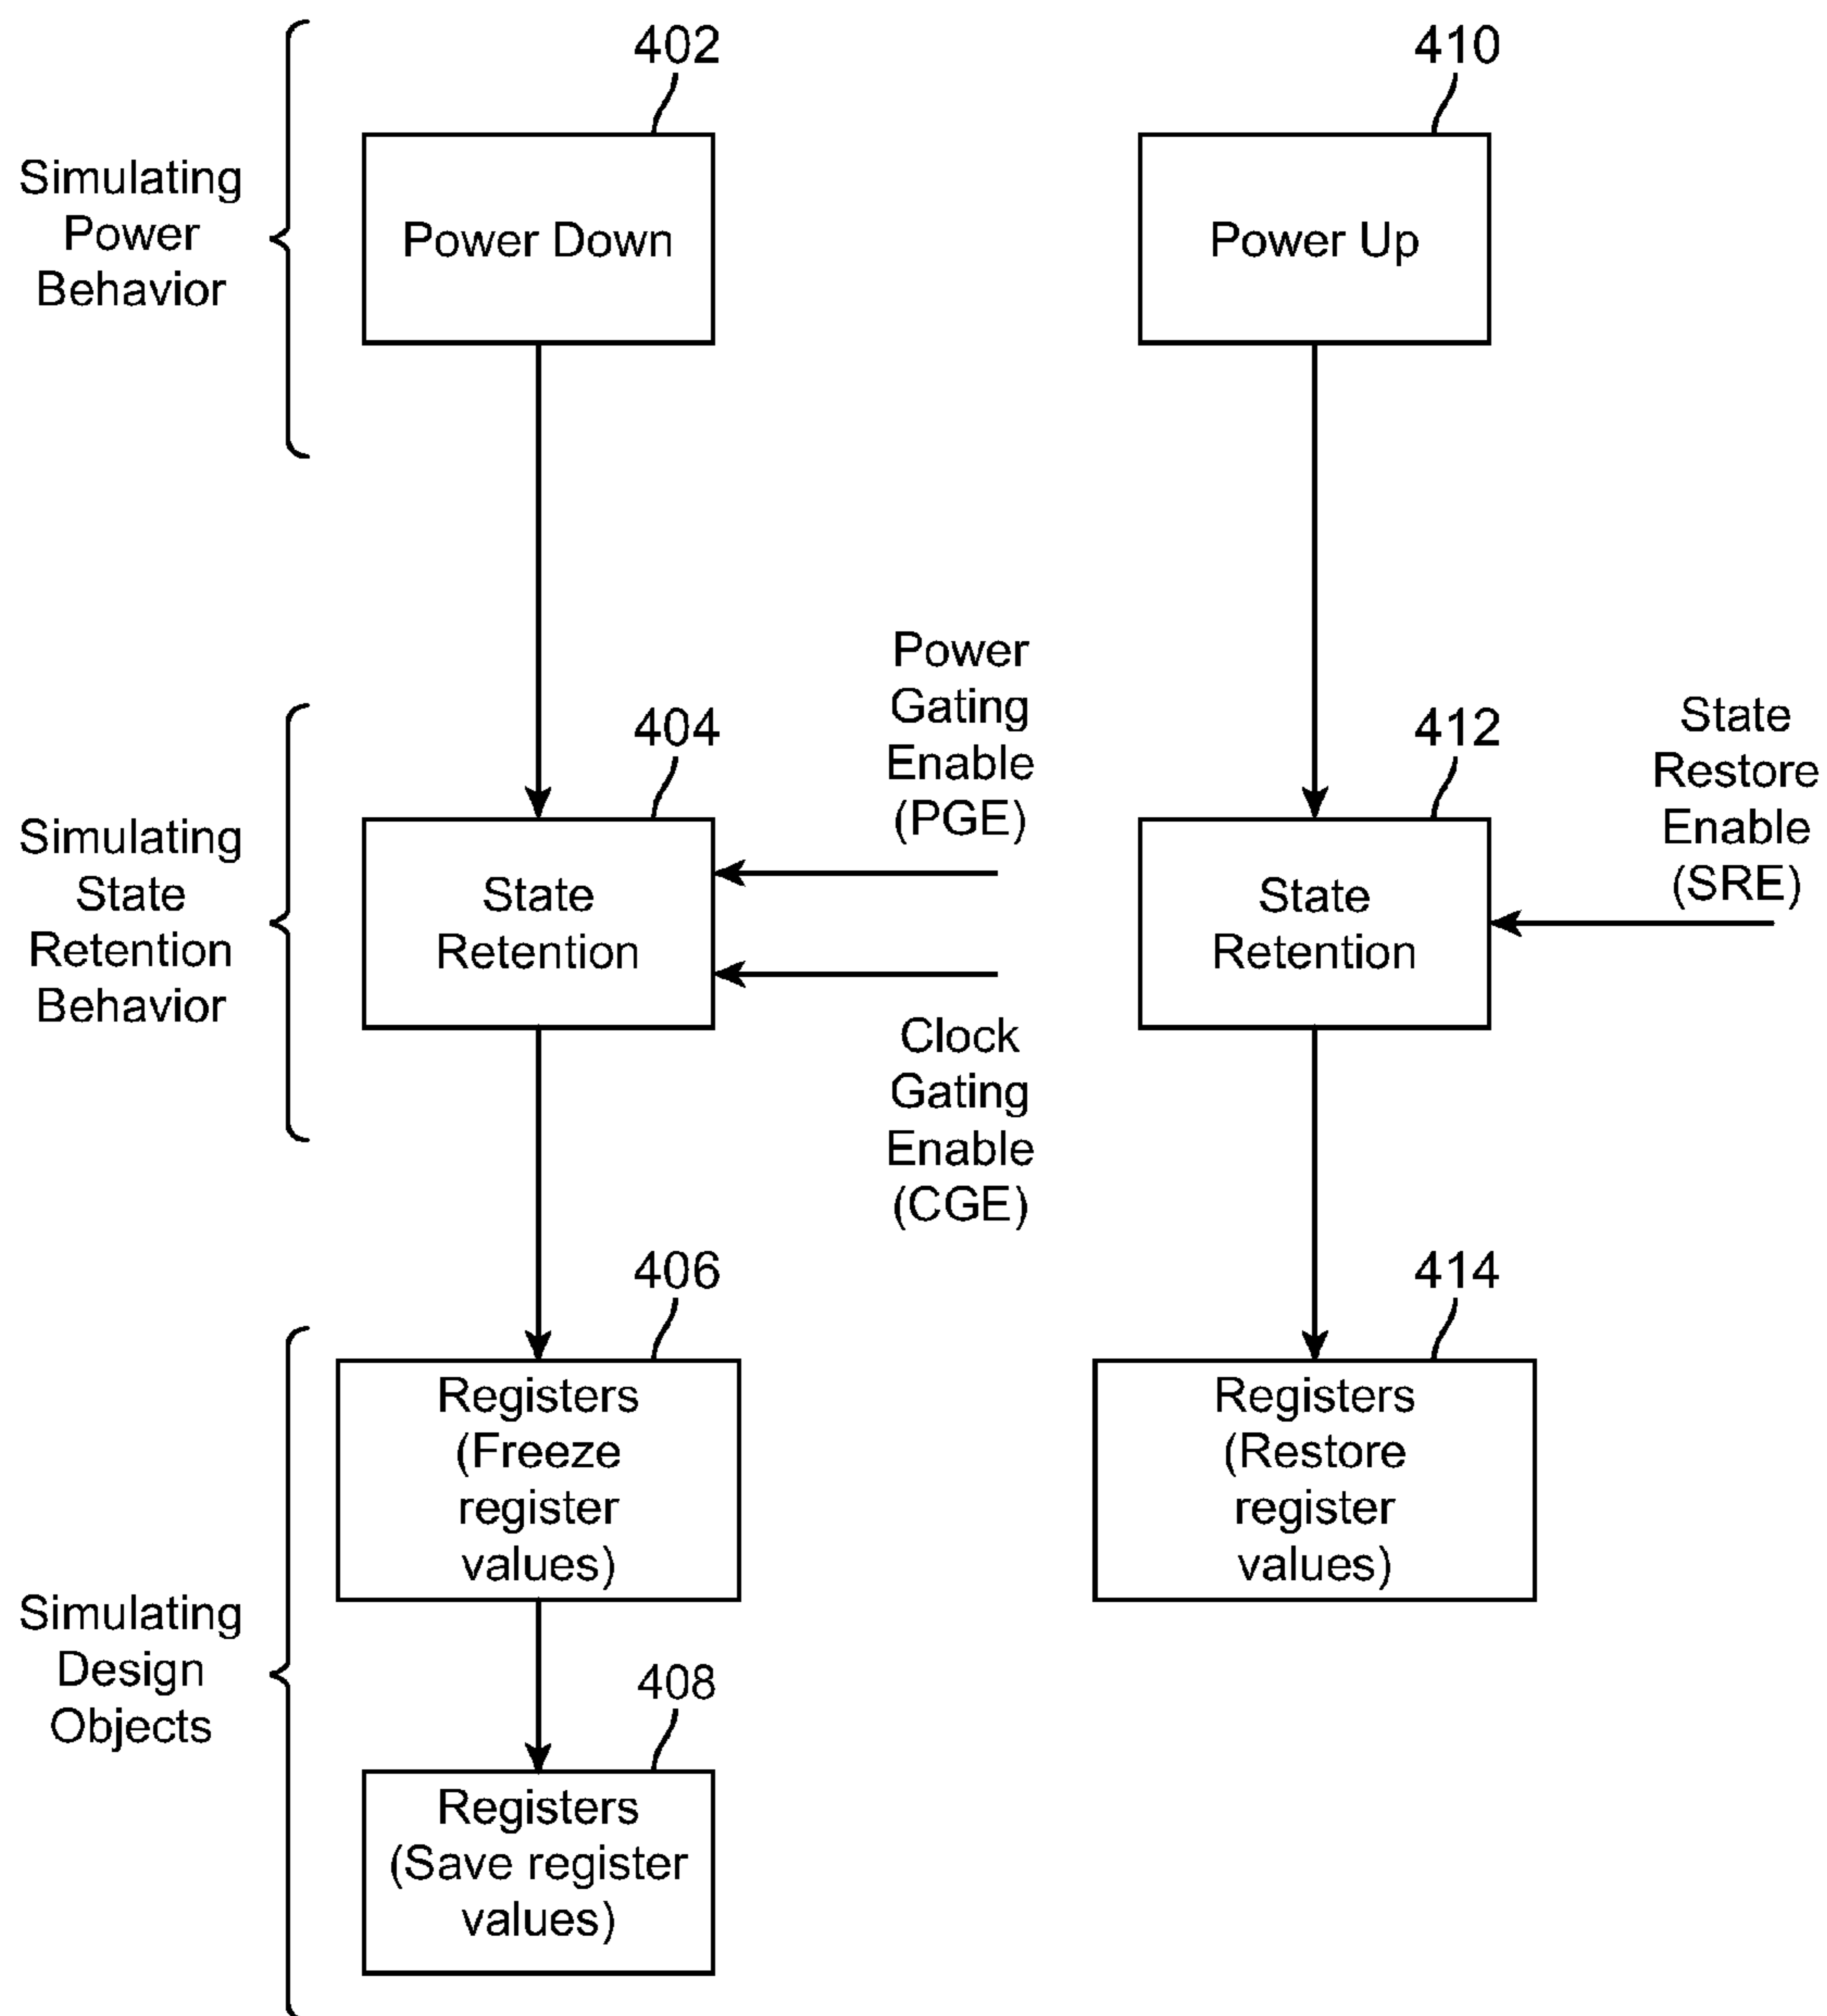 402
410
Simulating
Power
Behavior
Power Down
Power Up
Power
Gating
Enable
(PGE)
404
412
State
Restore
Enable
(SRE)
Simulating
State
Retention
Behavior
State
Retention
State
Retention
Clock
Gating
Enable
(CGE)
406
414
Registers
(Freeze
register
values)
Registers
(Restore
register
values)
Simulating
Design
Objects
408
Registers
(Save register
values)